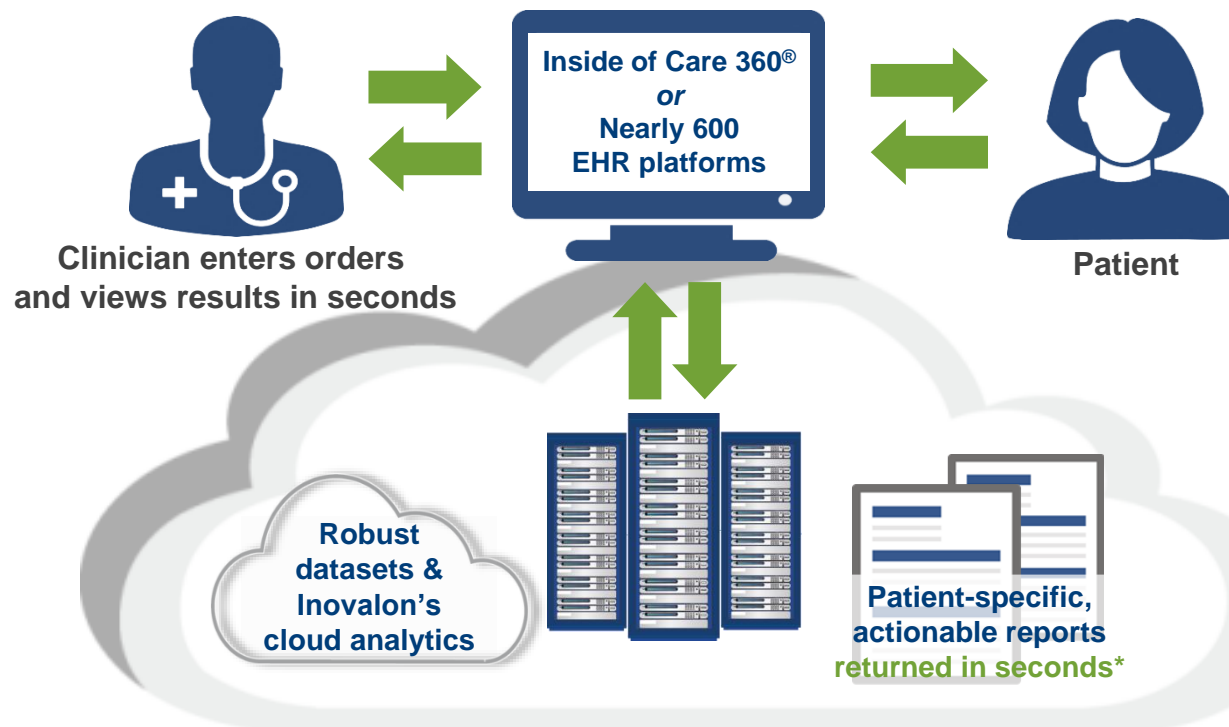 Inside of Care 360®
or
Nearly 600
EHR platforms
Clinician enters orders
and views results in seconds
Patient
Robust
datasets &
Inovalon’s
cloud analytics
Patient-specific,
actionable reports
returned in seconds*